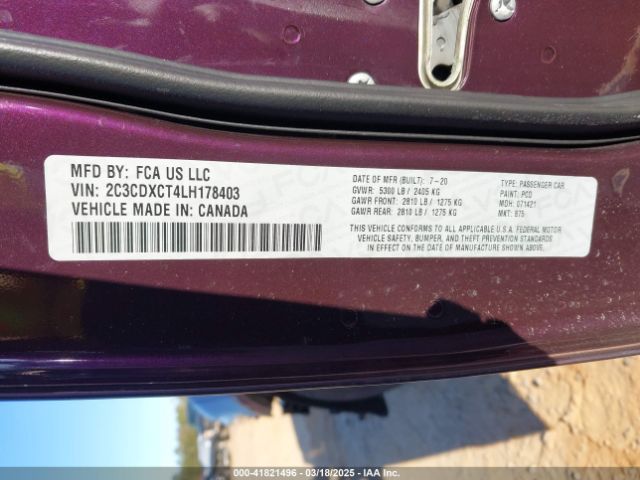 MFD BY: FCA US LLC
VIN: 2C3CDXCT4LH178403
VEHICLE MADE IN: CANADA
DATE OF MFR (BUILT): 7-20
GVWR: 5300 LB / 2405 KG
GAWR FRONT: 2810 LB / 1275 KG
GAWR REAR: 2810 LB / 1275 KG
TYPE: PASSENGER CAR
PAINT: PCD
MDH: 071421
MKT: 875
THIS VEHICLE CONFORMS TO ALL APPLICABLE U.S.A. FEDERAL MOTOR
VEHICLE SAFETY, BUMPER, AND THEFT PREVENTION STANDARDS
IN EFFECT ON THE DATE OF MANUFACTURE SHOWN ABOVE.
000-41821496 - 03/18/2025 - IAA Inc.